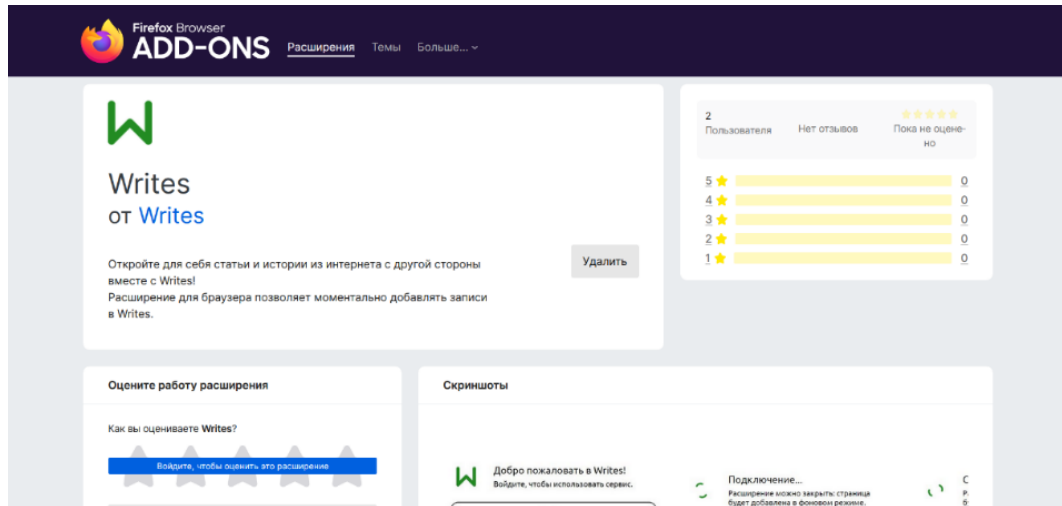 Firefox Browser
ADD-ONS
Расширения Темы Больше...
Writes
от Writes
Откройте для себя статьи и истории из интернета с другой стороны
вместе с Writes!
Расширение для браузера позволяет моментально добавлять записи
в Writes.
Удалить
2
Пользователя
Нет отзывов
Пока не оцене-
но
5 0
4 0
3 0
2 0
1 0
Оцените работу расширения
Как вы оцениваете Writes?
Войдите, чтобы оценить это расширение
Скриншоты
Добро пожаловать в Writes!
Войдите, чтобы использовать сервис.
Подключение...
Расширение можно закрыть: страница
будет добавлена в фоновом режиме.